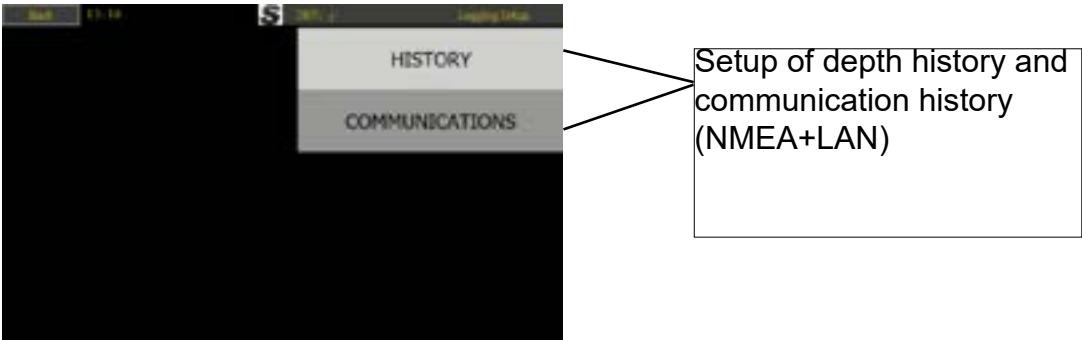 Back
S
Logging Setup
HISTORY
COMMUNICATIONS
Setup of depth history and
communication history
(NMEA+LAN)